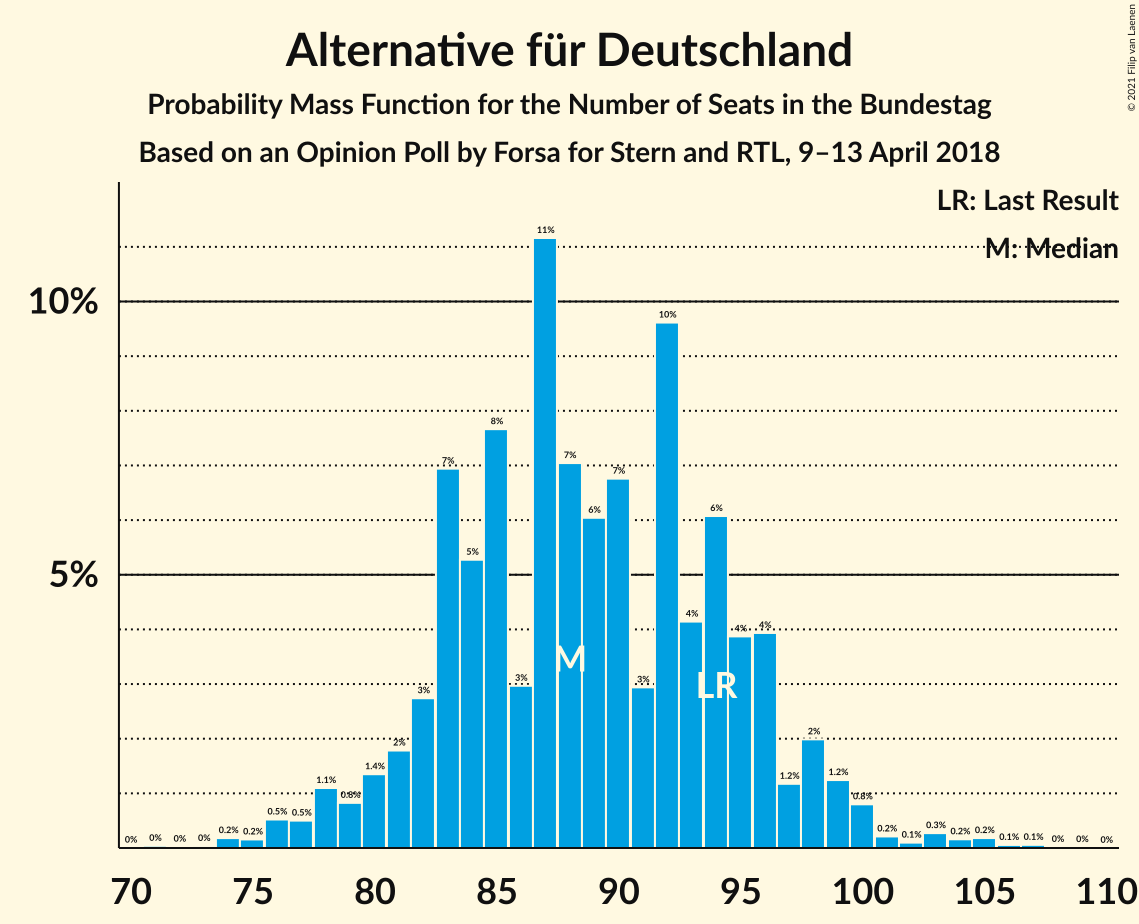 Alternative für Deutschland
Probability Mass Function for the Number of Seats in the Bundestag
Based on an Opinion Poll by Forsa for Stern and RTL, 9–13 April 2018
© 2021 Filip van Laenen
LR: Last Result
M: Median
10%
5%
0% 0% 0% 0% 0.2% 0.2% 0.5% 0.5% 1.1% 0.8% 1.4% 2% 3% 7% 5% 8% 3% 11% 7% 6% 7% 3% 10% 4% 6% 4% 4% 1.2% 2% 1.2% 0.8% 0.2% 0.1% 0.3% 0.2% 0.2% 0.1% 0.1% 0% 0% 0%
M
LR
70 75 80 85 90 95 100 105 110